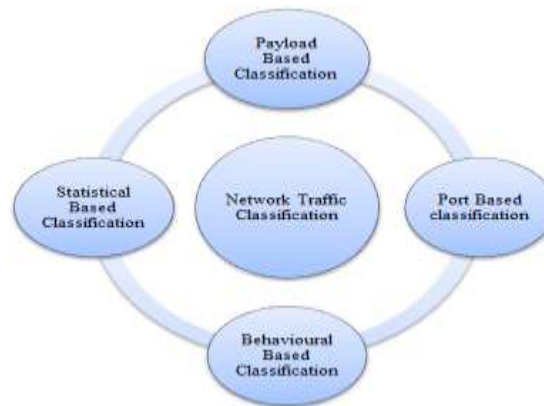 Payload
Based
Classification
Statistical
Based
Classification
Network Traffic
Classification
Port Based
classification
Behavioural
Based
Classification